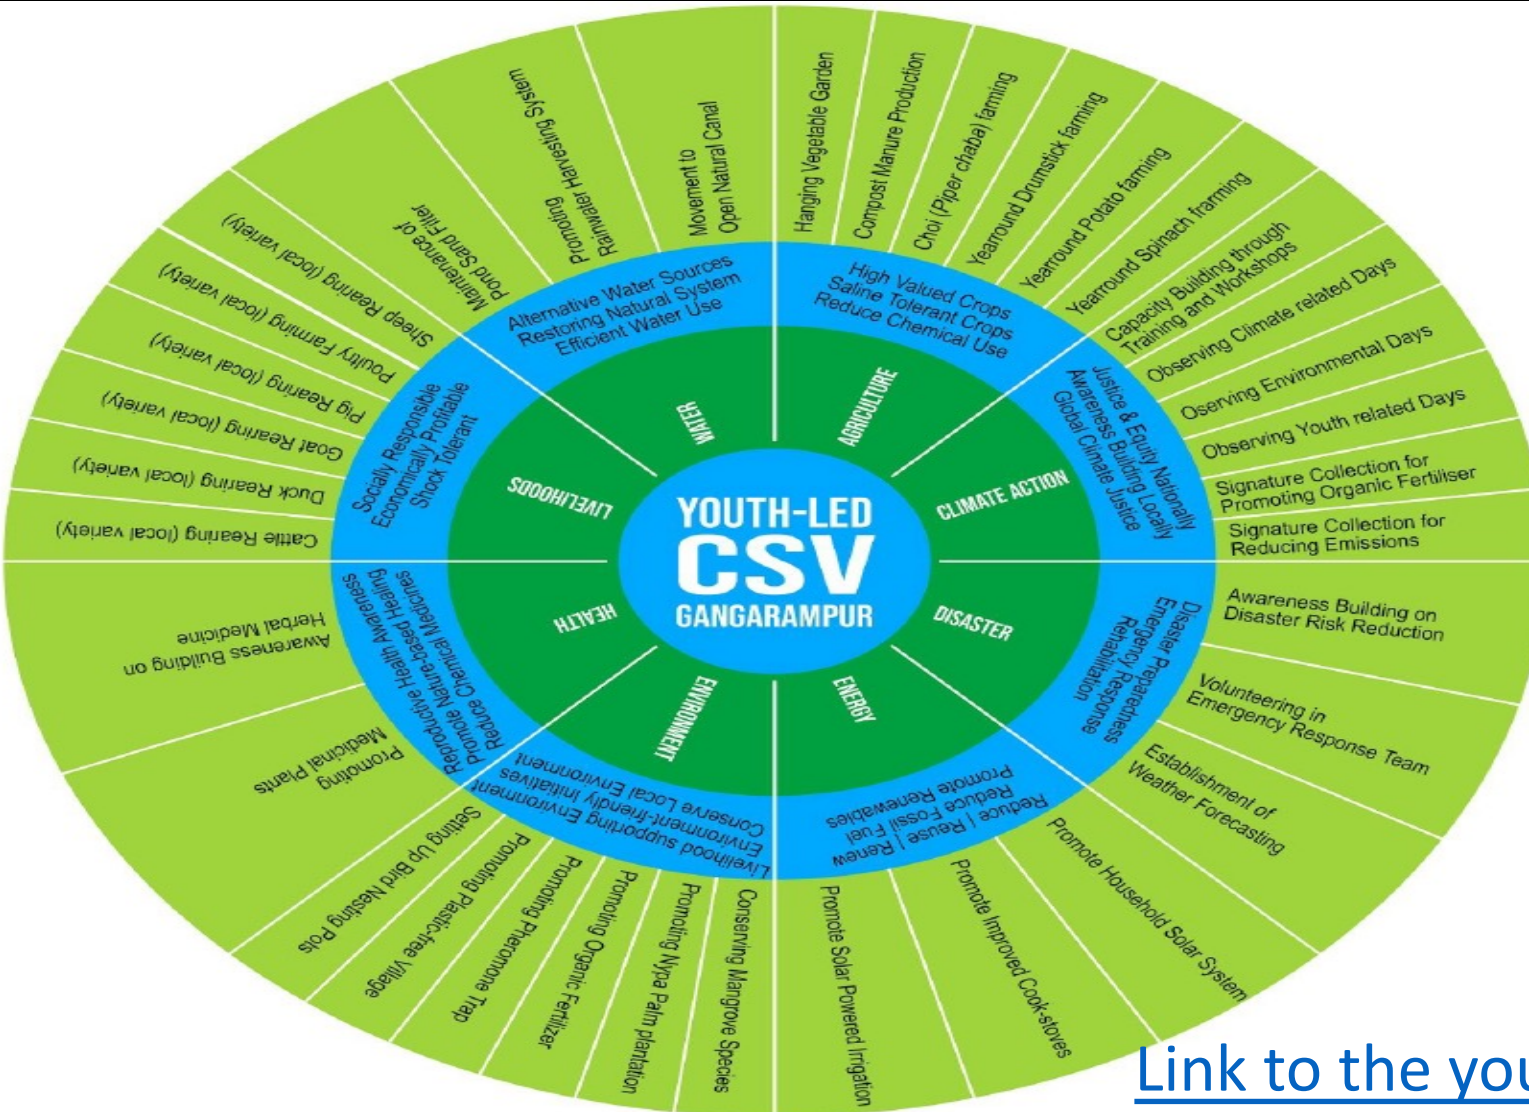 YOUTH-LED
CSV
GANGARAMPUR
WATER
Alternative Water Sources
Restoring Natural System
Efficient Water Use
Maintenance of
Pond Sand Filter
Promoting
Rainwater Harvesting System
Movement to
Open Natural Canal
AGRICULTURE
High Valued Crops
Saline Tolerant Crops
Reduce Chemical Use
Hanging Vegetable Garden
Compost Manure Production
Choi (Piper chaba) farming
Yearround Drumstick farming
Yearround Potato farming
Yearround Spinach framming
CLIMATE ACTION
Justice & Equity Nationally
Awareness Building Locally
Global Climate Justice
Capacity Building through
Training and Workshops
Observing Climate related Days
Oserving Environmental Days
Observing Youth related Days
Signature Collection for
Promoting Organic Fertiliser
Signature Collection for
Reducing Emissions
DISASTER
Disaster Preparedness
Emergency Response
Rehabilitation
Awareness Building on
Disaster Risk Reduction
Volunteering in
Emergency Response Team
Establishment of
Weather Forecasting
ENERGY
Reduce | Reuse | Renew
Reduce Fossil Fuel
Promote Renewables
Promote Household Solar System
Promote Improved Cook-stoves
Promote Solar Powered Irrigation
ENVIRONMENT
Livelihood supporting Environment
Environment-friendly Initiatives
Conserve Local Environment
Conserving Mangrove Species
Promoting Nypa Palm plantation
Promoting Organic Fertilizer
Promoting Pheromone Trap
Promoting Plastic-free Village
Setting Up Bird Nesting Pots
HEALTH
Reproductive Health Awareness
Promote Nature-based Healing
Reduce Chemical Medicines
Promoting
Medicinal Plants
Awareness Building on
Herbal Medicine
LIVELIHOODS
Socially Responsible
Economically Profitable
Shock Tolerant
Cattle Rearing (local variety)
Duck Rearing (local variety)
Goat Rearing (local variety)
Pig Rearing (local variety)
Poultry Farming (local variety)
Sheep Rearing (local variety)
Link to the you